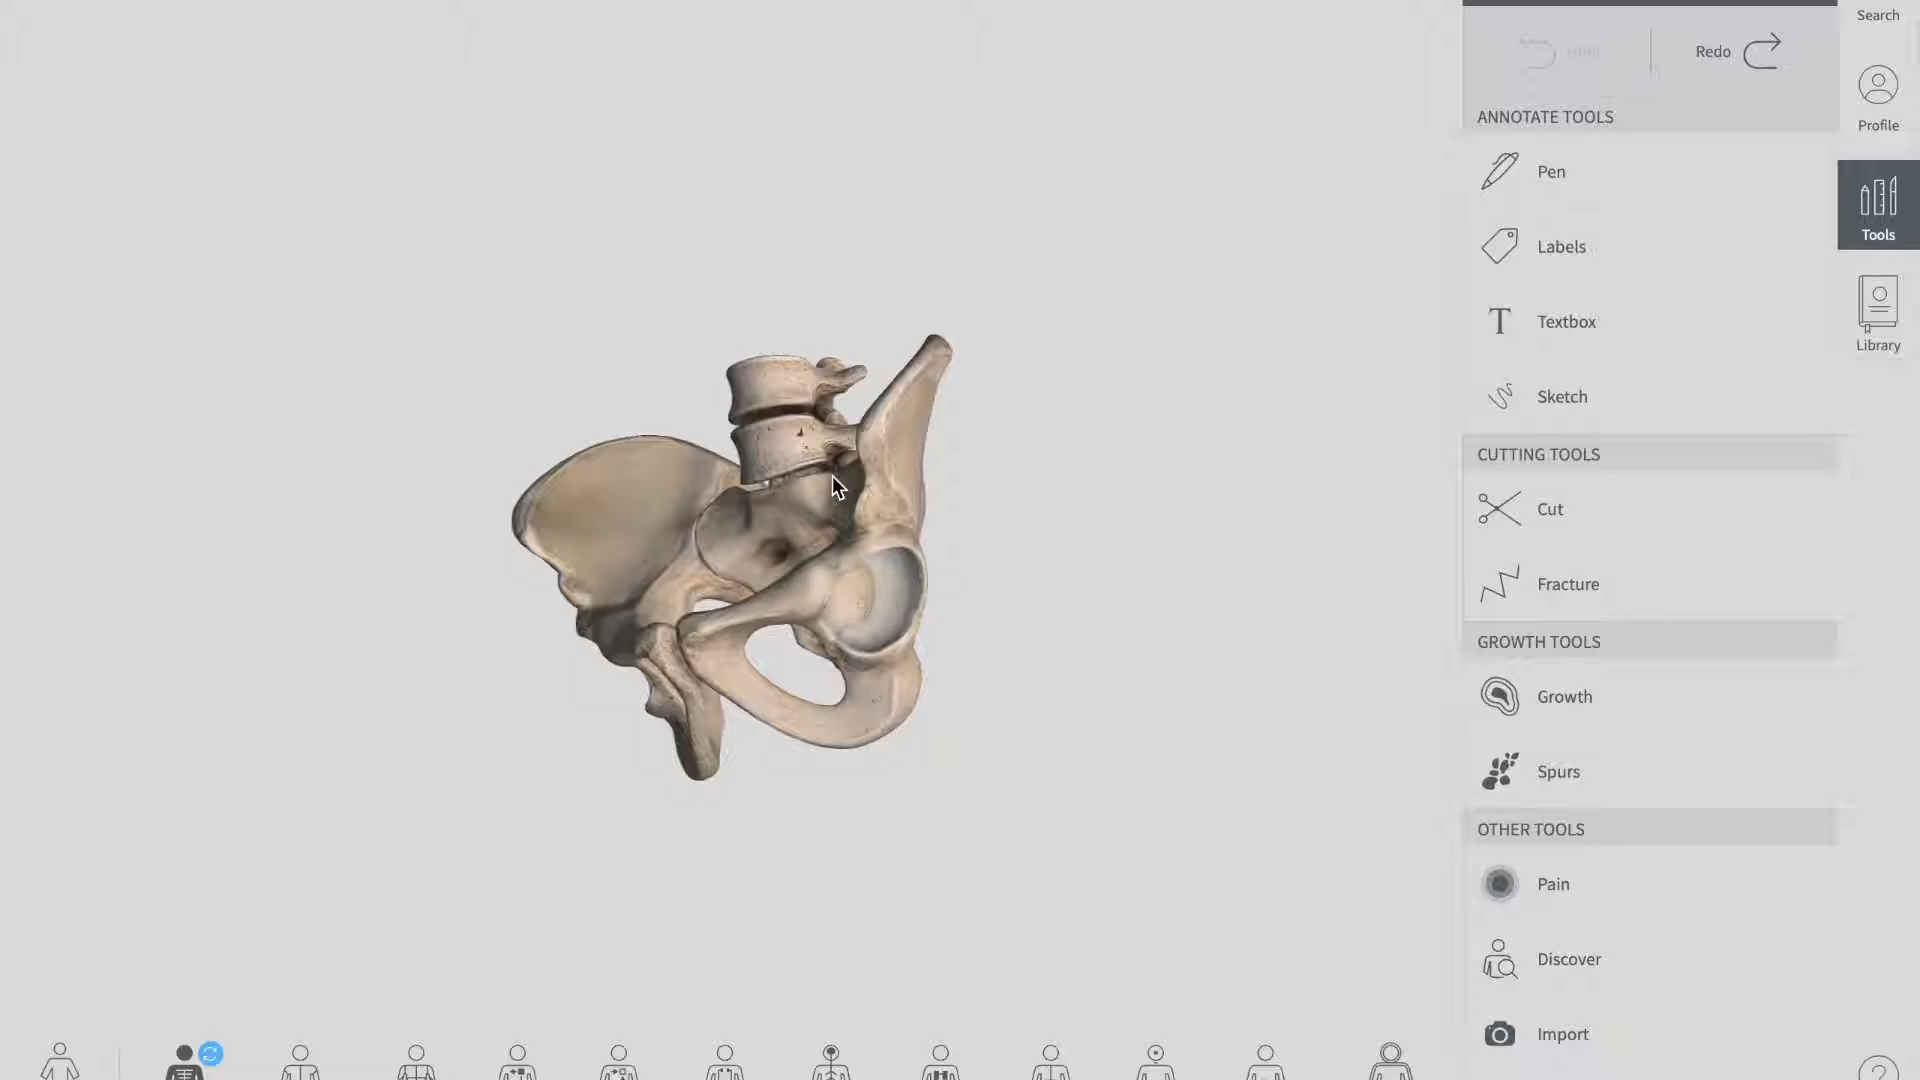 Search
Undo
Redo
Profile
ANNOTATE TOOLS
Pen
Tools
Labels
Textbox
Library
Sketch
CUTTING TOOLS
Cut
Fracture
GROWTH TOOLS
Growth
Spurs
OTHER TOOLS
Pain
Discover
Import
?